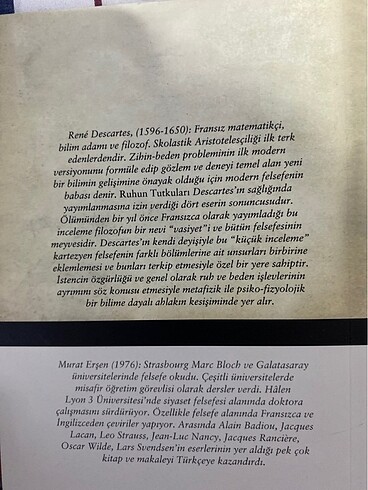 René Descartes, (1596-1650): Fransız matematikçi,
bilim adamı ve filozof. Skolastik Aristotelesçiliği ilk terk
edenlerdendir. Zihin-beden probleminin ilk modern
versiyonunu formüle edip gözlem ve deneyi temel alan yeni
bir bilimin gelişimine önayak olduğu için modern felsefenin
babası denir. Ruhun Tutkuları Descartes'ın sağlığında
yayımlanmasına izin verdiği dört eserin sonuncusudur.
Ölümünden bir yıl önce Fransızca olarak yayımladığı bu
inceleme filozofun bir nevi "vasiyet"i ve bütün felsefesinin
meyvesidir. Descartes'ın kendi deyişiyle bu "küçük inceleme"
kartezyen felsefenin farklı bölümlerine ait unsurları birbirine
eklemlemesi ve bunları terkip etmesiyle özel bir yere sahiptir.
İstencin özgürlüğü ve genel olarak ruh ve beden işlevlerinin
ayrımını söz konusu etmesiyle metafizik ile psiko-fizyolojik
bir bilime dayalı ahlakın kesişiminde yer alır.
Murat Erşen (1976): Strasbourg Marc Bloch ve Galatasaray
üniversitelerinde felsefe okudu. Çeşitli üniversitelerde
misafir öğretim görevlisi olarak dersler verdi. Hâlen
Lyon 3 Üniversitesi'nde siyaset felsefesi alanında doktora
çalışmasını sürdürüyor. Özellikle felsefe alanında Fransızca ve
İngilizceden çeviriler yapıyor. Arasında Alain Badiou, Jacques
Lacan, Leo Strauss, Jean-Luc Nancy, Jacques Rancière,
Oscar Wilde, Lars Svendsen'in eserlerinin yer aldığı pek çok
kitap ve makaleyi Türkçeye kazandırdı.